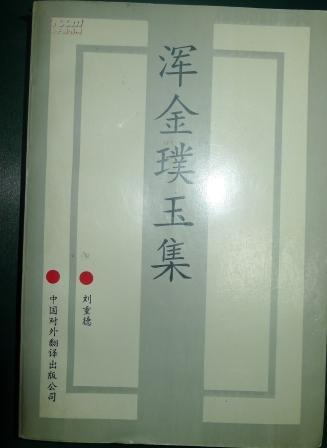 浑金璞玉集
刘重德
中国对外翻译出版公司